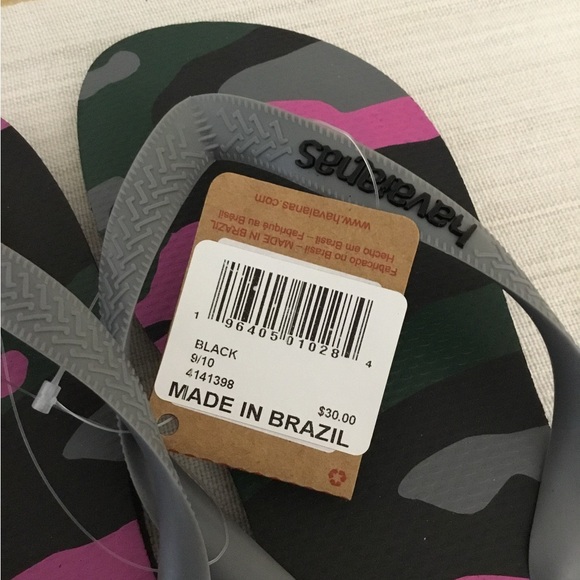 havaianas
www.havaianas.com
Fabricado no Brasil – MADE IN BRAZIL
Hecho em Brasil – Fabriqué au Brésil
1 96405 01028 4
BLACK
9/10
4141398
$30.00
MADE IN BRAZIL